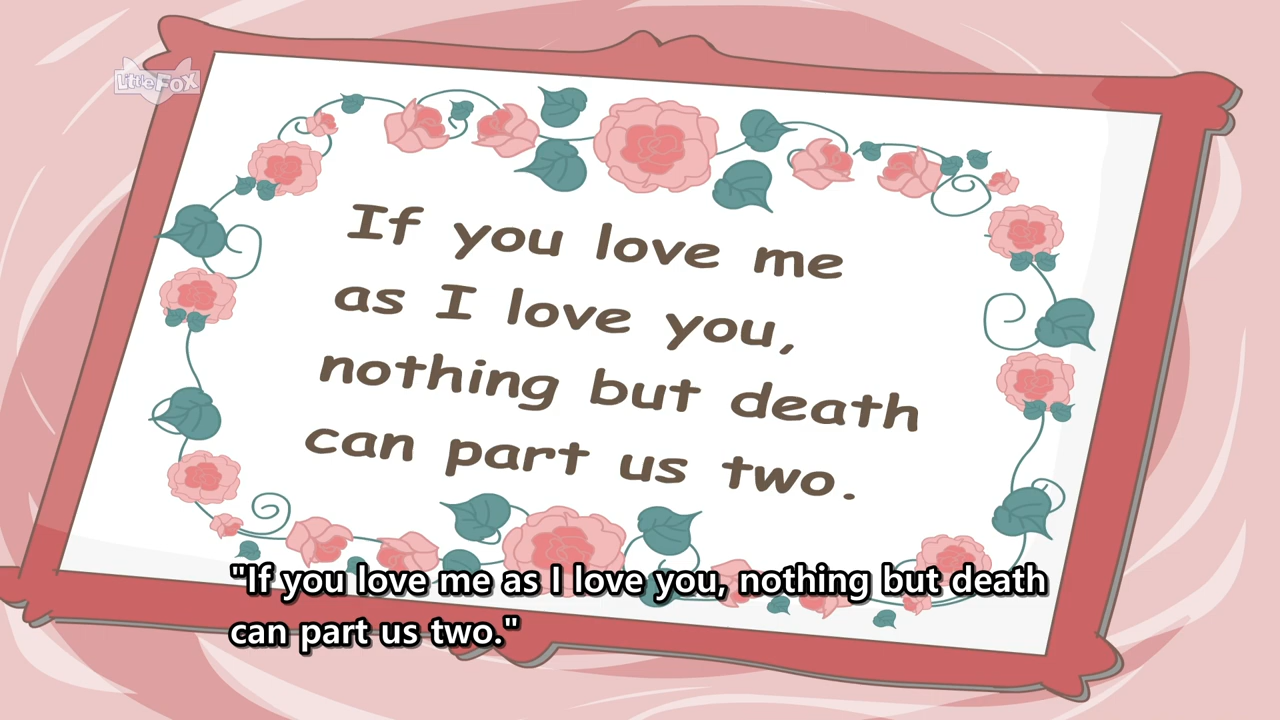 Little Fox
If you love me
as I love you,
nothing but death
can part us two.
"If you love me as I love you, nothing but death
can part us two."